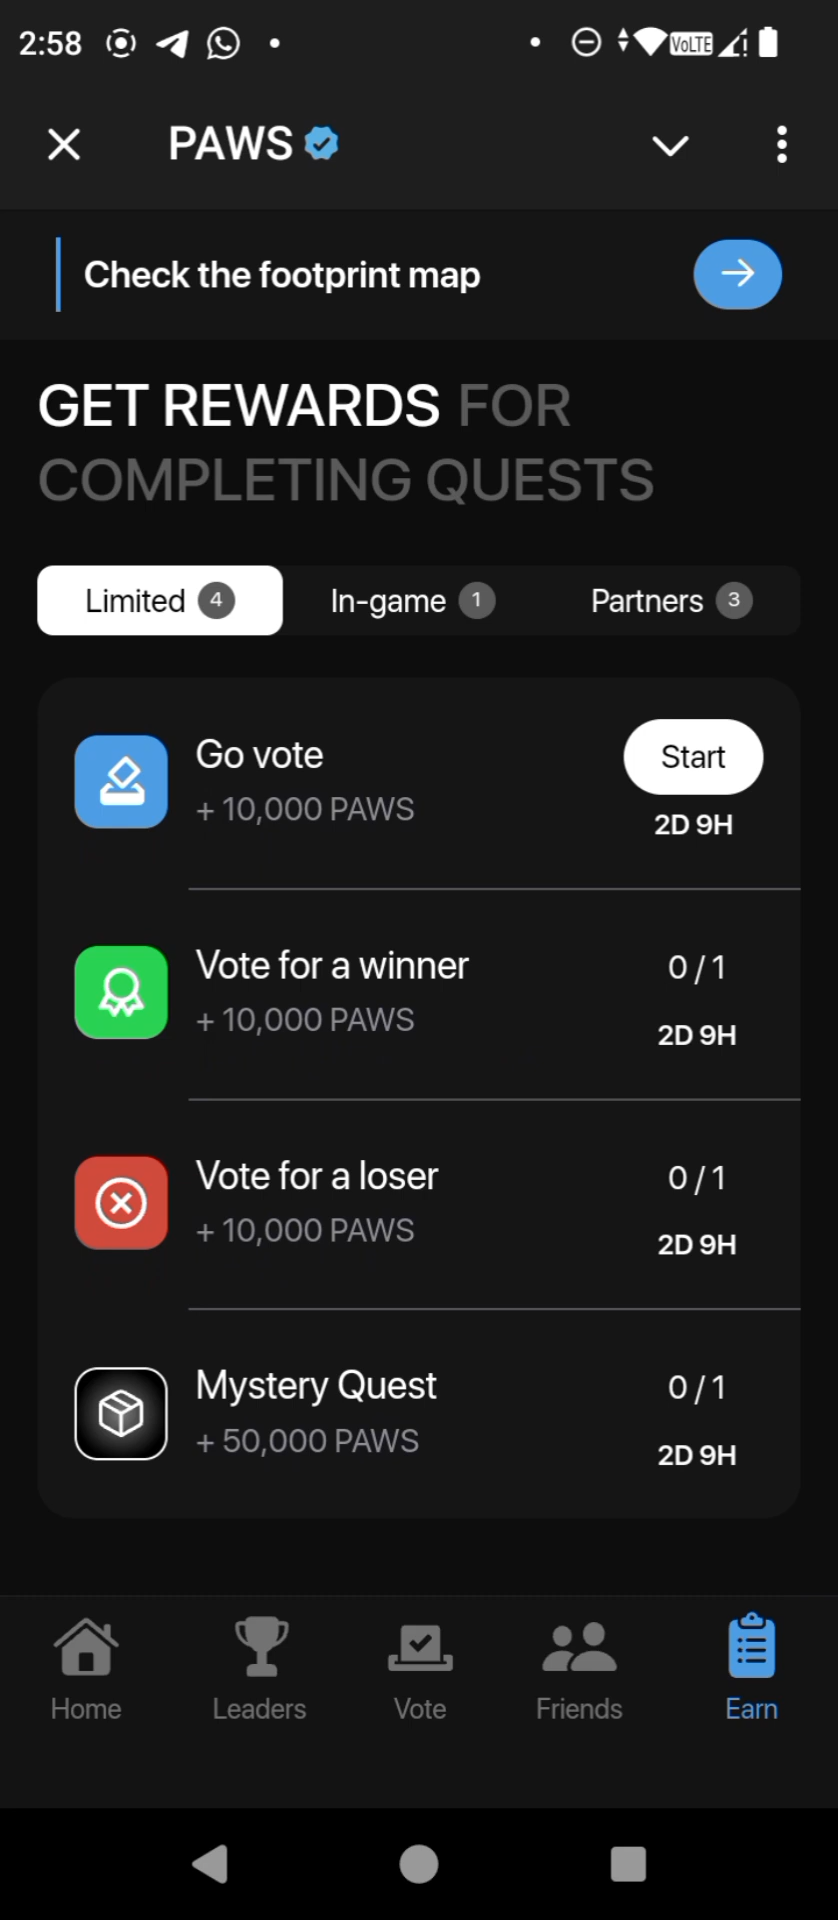 2:58
VoLTE
PAWS
Check the footprint map
GET REWARDS FOR
COMPLETING QUESTS
Limited 4 In-game 1 Partners 3
Go vote
Start
+ 10,000 PAWS
2D 9H
Vote for a winner
0 / 1
+ 10,000 PAWS
2D 9H
Vote for a loser
0 / 1
+ 10,000 PAWS
2D 9H
Mystery Quest
0 / 1
+ 50,000 PAWS
2D 9H
Home Leaders Vote Friends Earn